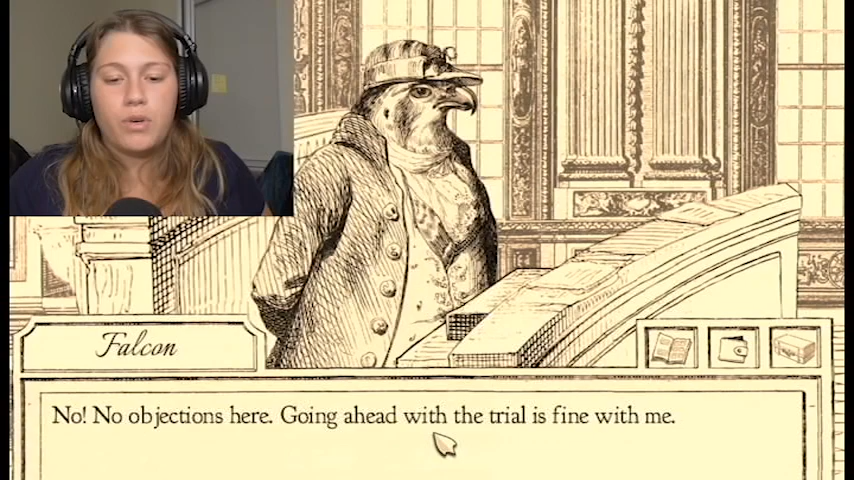 Falcon
No! No objections here. Going ahead with the trial is fine with me.